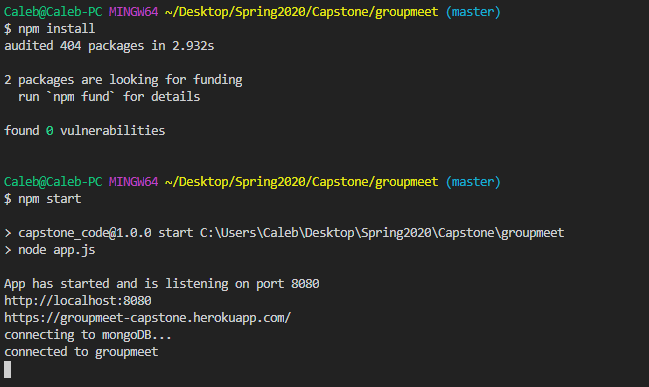 Caleb@Caleb-PC MINGW64 ~/Desktop/Spring2020/Capstone/groupmeet (master)
$ npm install
audited 404 packages in 2.932s
2 packages are looking for funding
  run `npm fund` for details
found 0 vulnerabilities
Caleb@Caleb-PC MINGW64 ~/Desktop/Spring2020/Capstone/groupmeet (master)
$ npm start
> capstone_code@1.0.0 start C:\Users\Caleb\Desktop\Spring2020\Capstone\groupmeet
> node app.js
App has started and is listening on port 8080
http://localhost:8080
https://groupmeet-capstone.herokuapp.com/
connecting to mongoDB...
connected to groupmeet